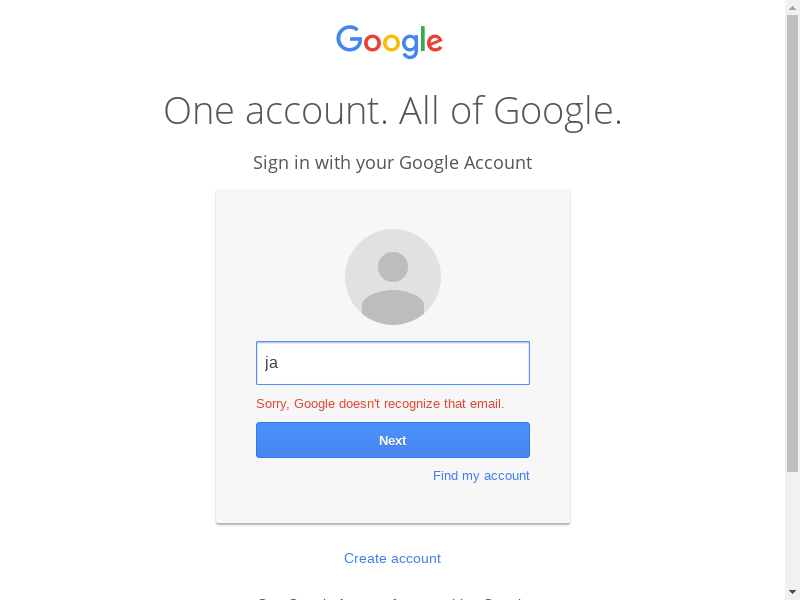 Google
One account. All of Google.
Sign in with your Google Account
ja
Sorry, Google doesn't recognize that email.
Next
Find my account
Create account